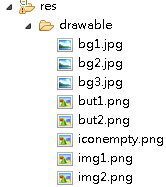 res
drawable
bg1.jpg
bg2.jpg
bg3.jpg
but1.png
but2.png
iconempty.png
img1.png
img2.png